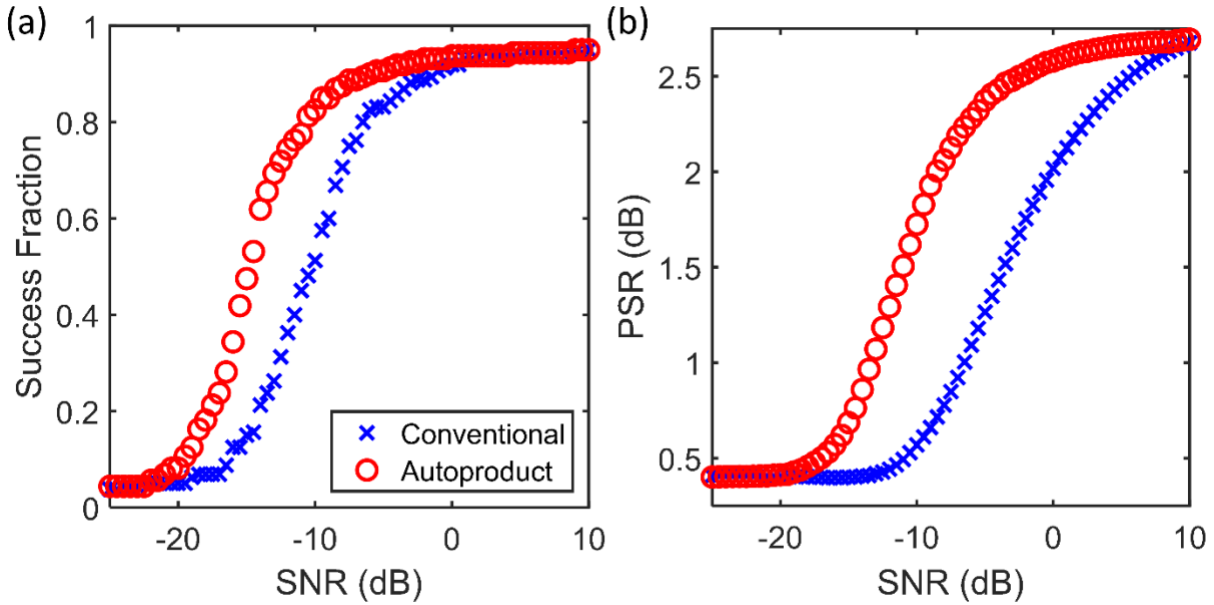 (a)
1
0.8
0.6
0.4
0.2
0
Success Fraction
-20 -10 0 10
SNR (dB)
Conventional
Autoproduct
(b)
2.5
2
1.5
1
0.5
PSR (dB)
-20 -10 0 10
SNR (dB)